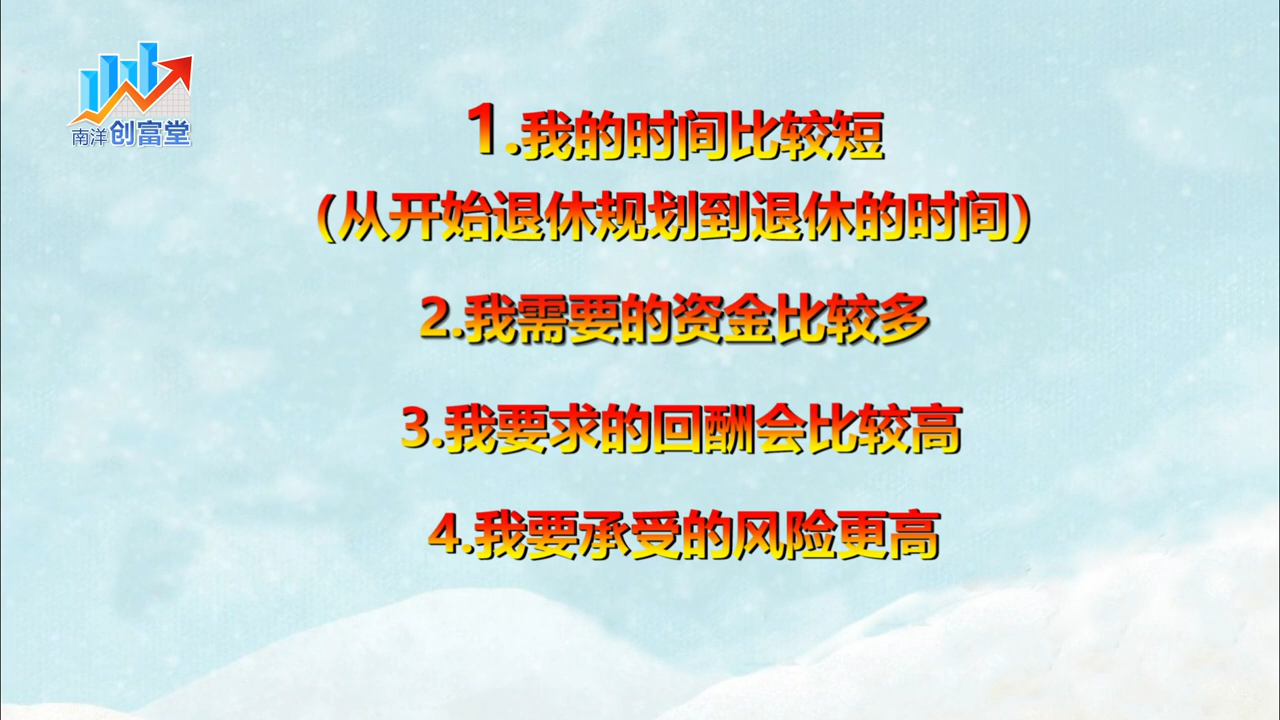 南洋创富堂
1.我的时间比较短
(从开始退休规划到退休的时间)
2.我需要的资金比较多
3.我要求的回酬会比较高
4.我要承受的风险更高